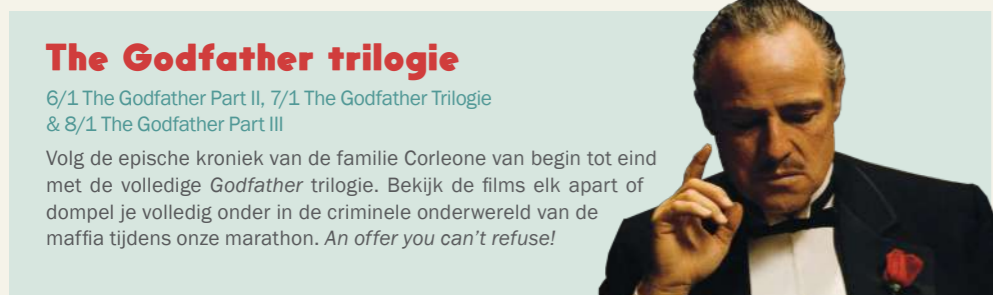 The Godfather trilogie
6/1 The Godfather Part II, 7/1 The Godfather Trilogie
& 8/1 The Godfather Part III
Volg de epische kroniek van de familie Corleone van begin tot eind
met de volledige Godfather trilogie. Bekijk de films elk apart of
dompel je volledig onder in de criminele onderwereld van de
maffia tijdens onze marathon. An offer you can’t refuse!